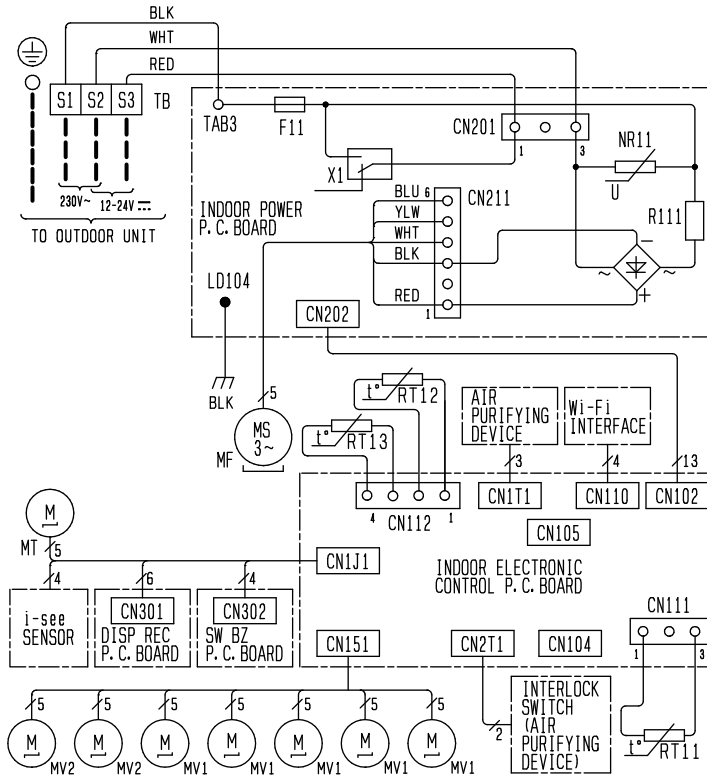 BLK
WHT
RED
S1 S2 S3 TB
TAB3
F11
CN201
1 3
NR11
U
X1
R111
230V~ 12-24V
TO OUTDOOR UNIT
INDOOR POWER
P.C.BOARD
BLU 6
YLW
WHT
BLK
RED 1
CN211
~ ~
−
+
LD104
BLK
CN202
5
MS
3~
MF
t° RT12
t° RT13
4 1
CN112
AIR
PURIFYING
DEVICE
3
CN1T1
Wi-Fi
INTERFACE
4
CN110
13
CN102
CN105
INDOOR ELECTRONIC
CONTROL P.C.BOARD
M
MT 5
CN1J1
4
i-see
SENSOR
6
CN301
DISP REC
P.C.BOARD
4
CN302
SW BZ
P.C.BOARD
CN151
CN2T1
CN104
CN111
1 3
2
INTERLOCK
SWITCH
(AIR
PURIFYING
DEVICE)
t° RT11
5 5 5 5 5 5 5
M M M M M M M
MV2 MV2 MV1 MV1 MV1 MV1 MV1